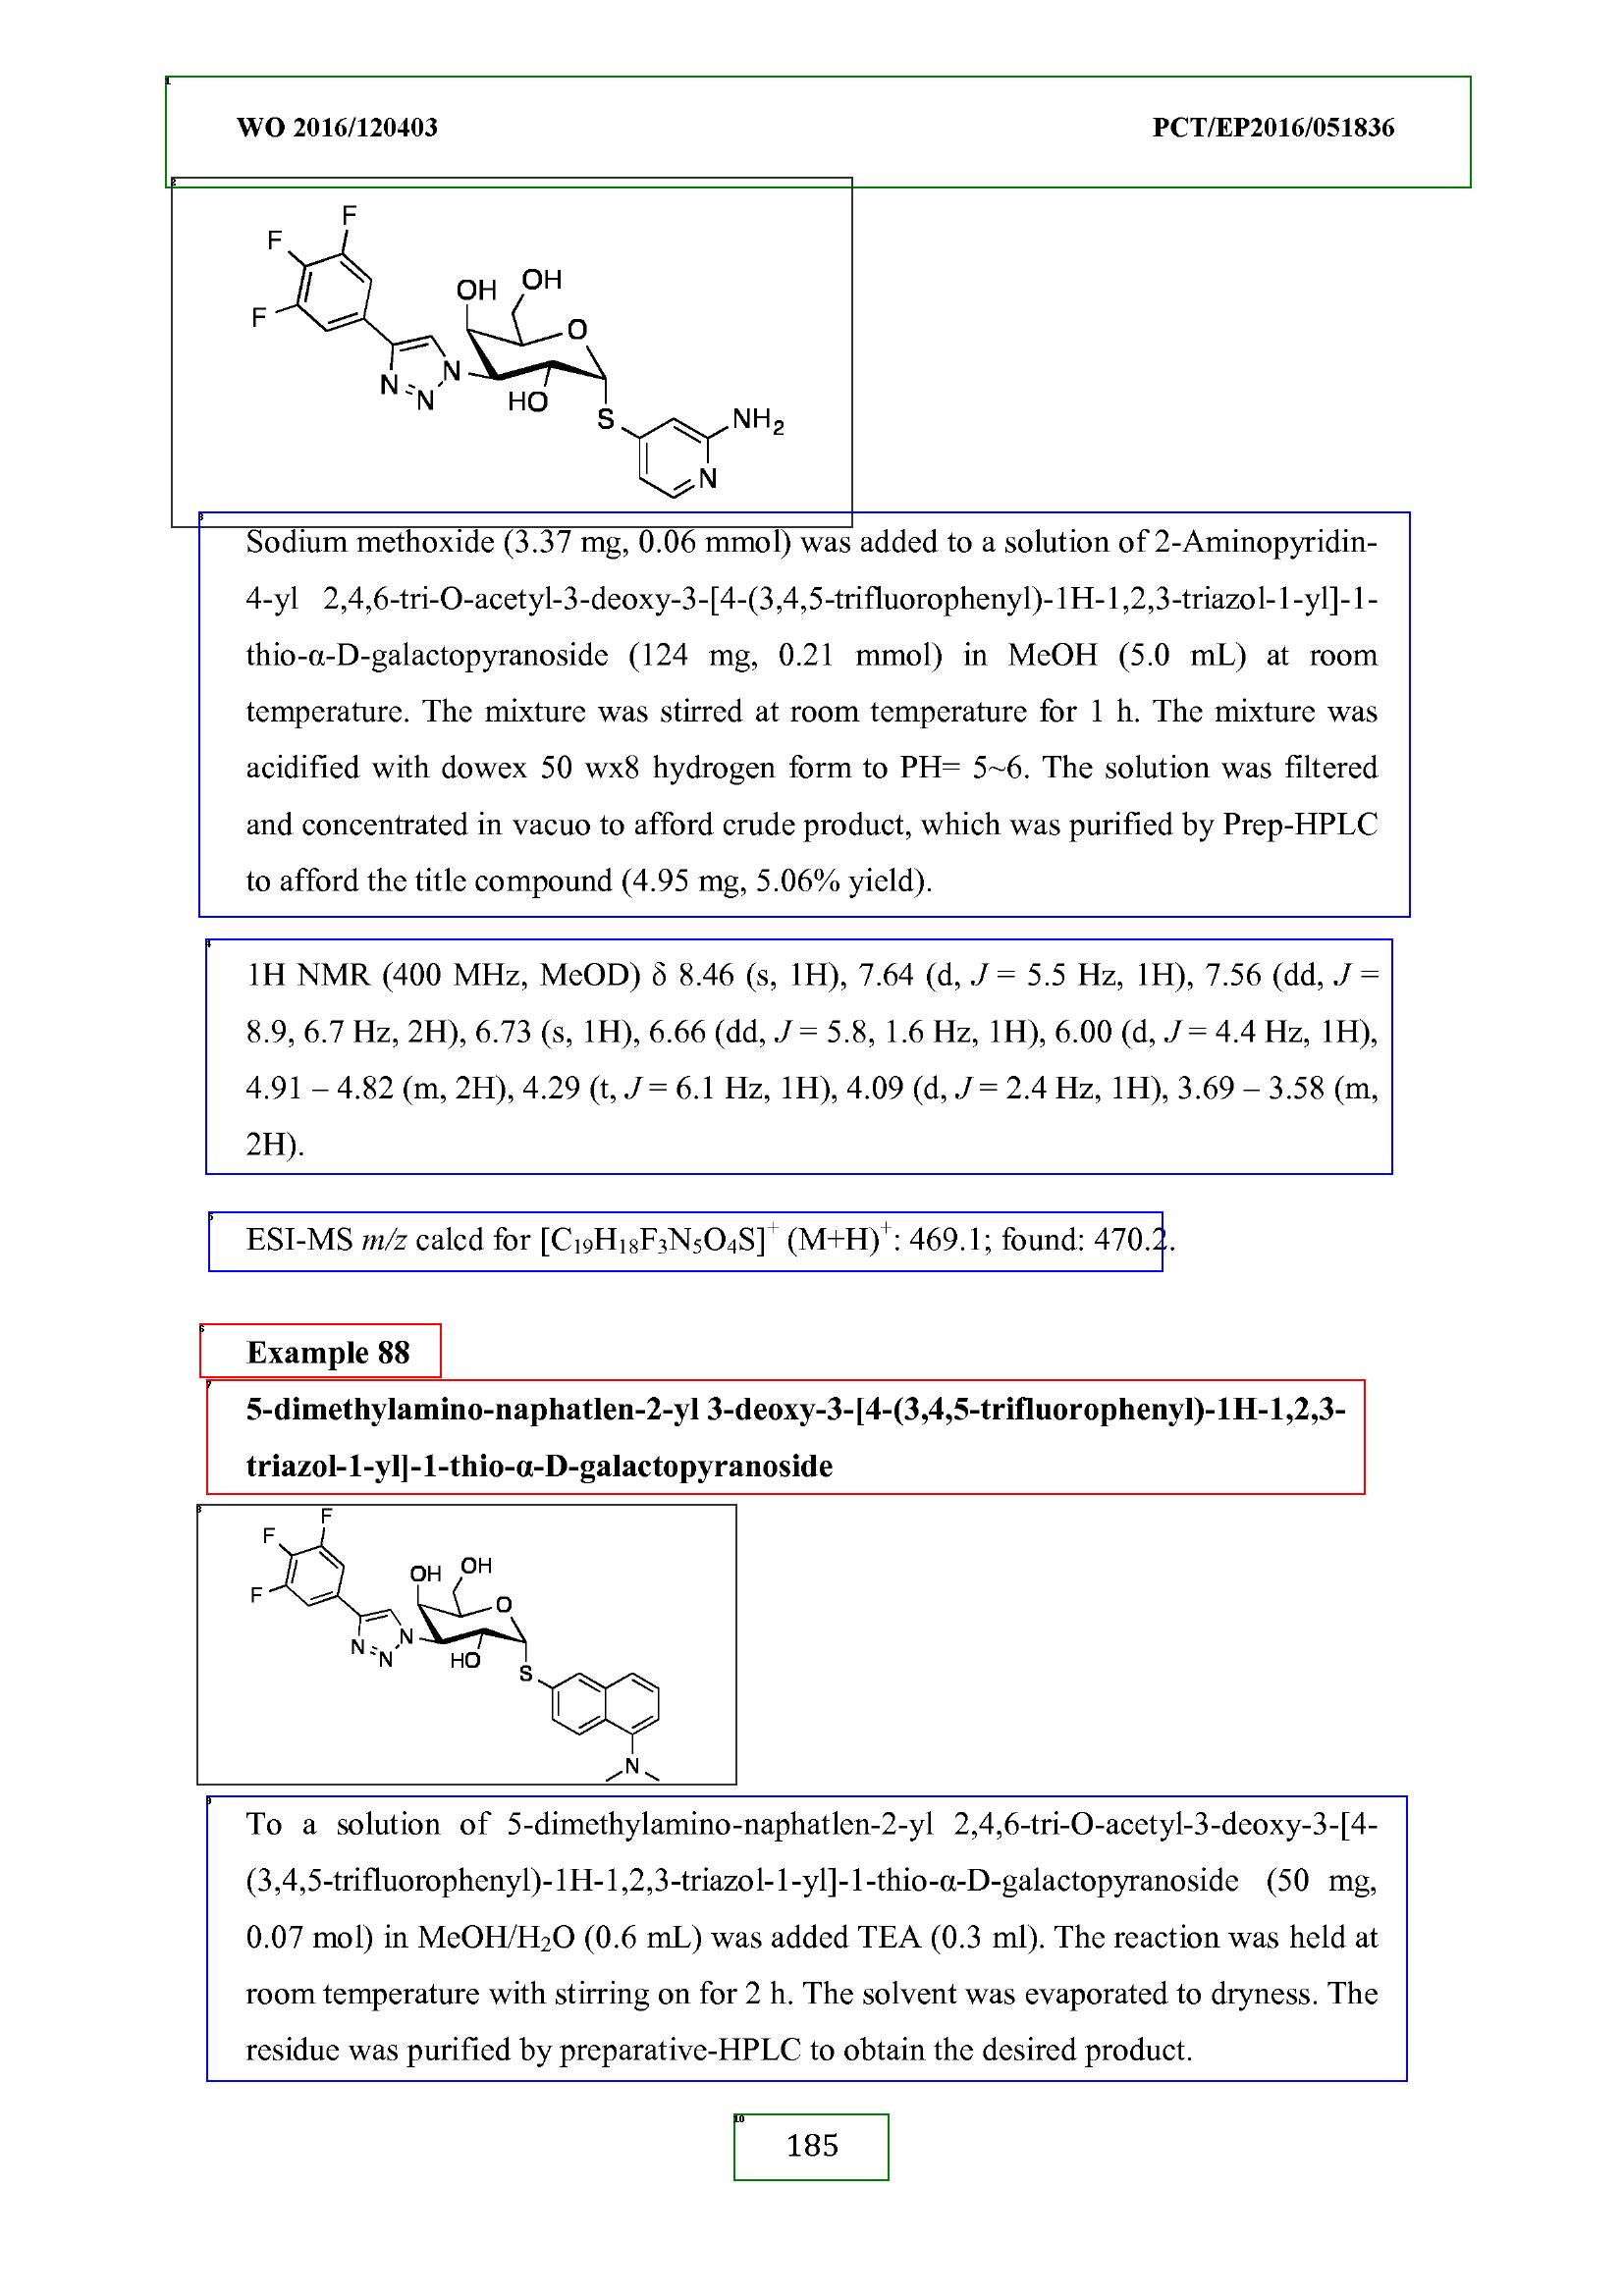 WO 2016/120403 PCT/EP2016/051836
F
F
F
OH
OH
O
N
N
N
HO
S
NH2
N
Sodium methoxide (3.37 mg, 0.06 mmol) was added to a solution of 2-Aminopyridin-
4-yl 2,4,6-tri-O-acetyl-3-deoxy-3-[4-(3,4,5-trifluorophenyl)-1H-1,2,3-triazol-1-yl]-1-
thio-α-D-galactopyranoside (124 mg, 0.21 mmol) in MeOH (5.0 mL) at room
temperature. The mixture was stirred at room temperature for 1 h. The mixture was
acidified with dowex 50 wx8 hydrogen form to PH= 5~6. The solution was filtered
and concentrated in vacuo to afford crude product, which was purified by Prep-HPLC
to afford the title compound (4.95 mg, 5.06% yield).
1H NMR (400 MHz, MeOD) δ 8.46 (s, 1H), 7.64 (d, J = 5.5 Hz, 1H), 7.56 (dd, J =
8.9, 6.7 Hz, 2H), 6.73 (s, 1H), 6.66 (dd, J = 5.8, 1.6 Hz, 1H), 6.00 (d, J = 4.4 Hz, 1H),
4.91 – 4.82 (m, 2H), 4.29 (t, J = 6.1 Hz, 1H), 4.09 (d, J = 2.4 Hz, 1H), 3.69 – 3.58 (m,
2H).
ESI-MS m/z calcd for [C19H18F3N5O4S]+ (M+H)+: 469.1; found: 470.2.
Example 88
5-dimethylamino-naphatlen-2-yl 3-deoxy-3-[4-(3,4,5-trifluorophenyl)-1H-1,2,3-
triazol-1-yl]-1-thio-α-D-galactopyranoside
F
F
F
OH
OH
O
N
N
N
HO
S
N
To a solution of 5-dimethylamino-naphatlen-2-yl 2,4,6-tri-O-acetyl-3-deoxy-3-[4-
(3,4,5-trifluorophenyl)-1H-1,2,3-triazol-1-yl]-1-thio-α-D-galactopyranoside (50 mg,
0.07 mol) in MeOH/H2O (0.6 mL) was added TEA (0.3 ml). The reaction was held at
room temperature with stirring on for 2 h. The solvent was evaporated to dryness. The
residue was purified by preparative-HPLC to obtain the desired product.
185